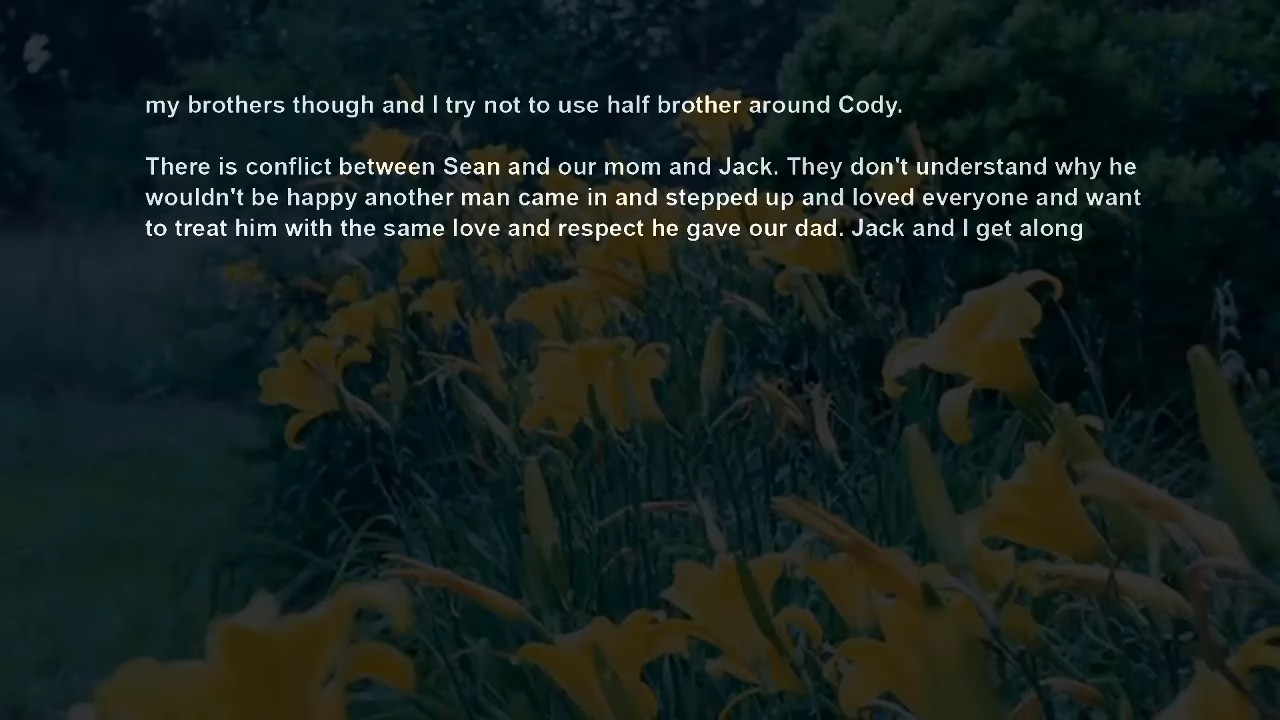 my brothers though and I try not to use half brother around Cody.
There is conflict between Sean and our mom and Jack. They don't understand why he
wouldn't be happy another man came in and stepped up and loved everyone and want
to treat him with the same love and respect he gave our dad. Jack and I get along